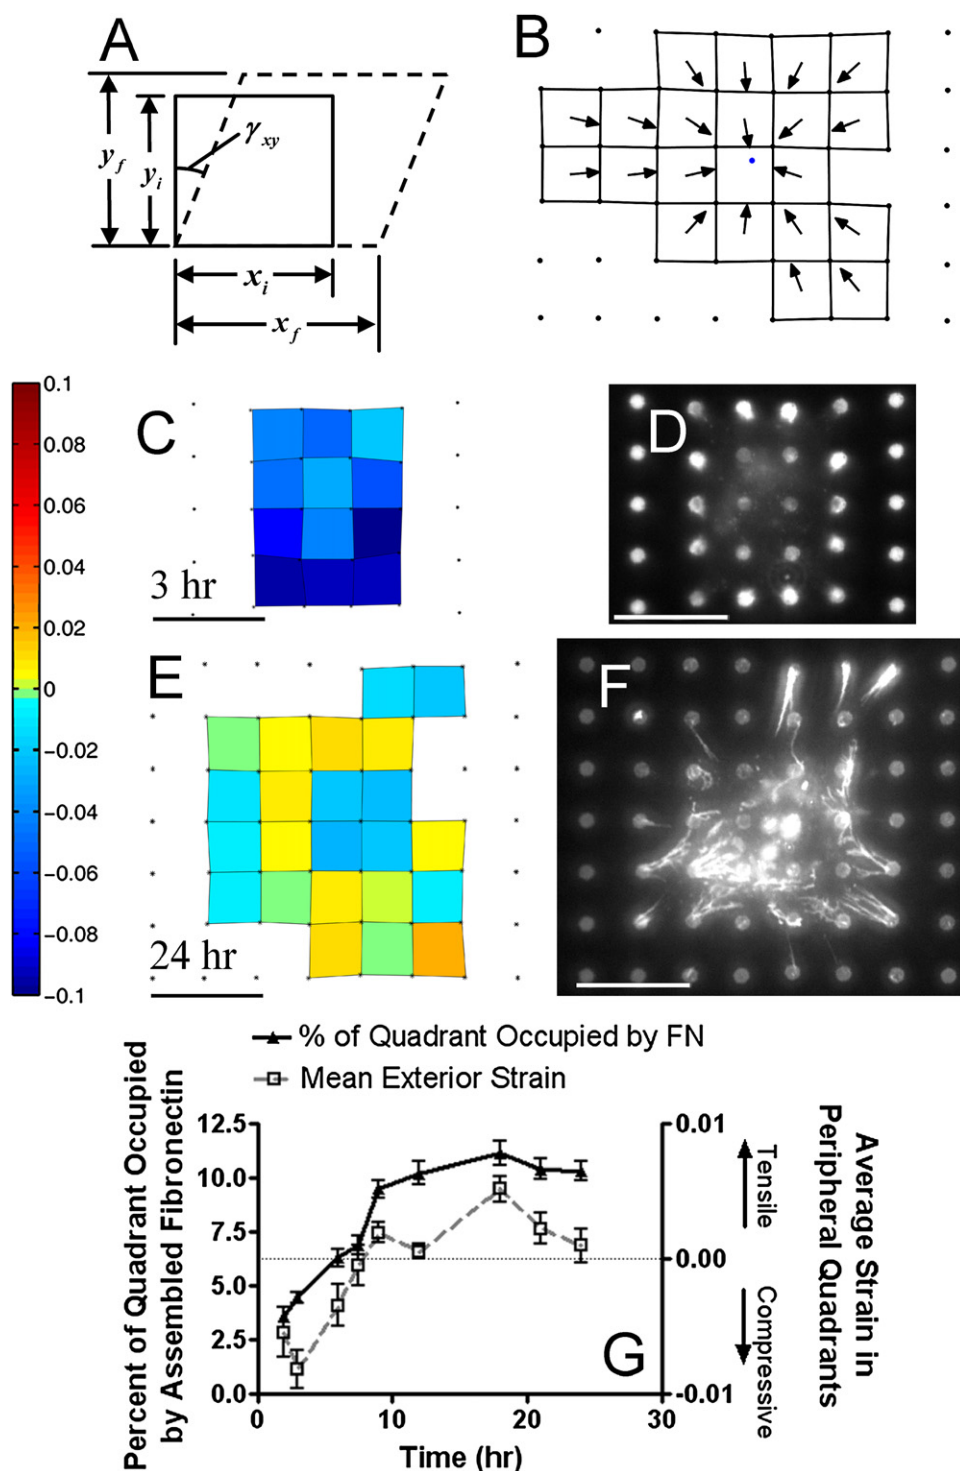 A
y_f
y_i
γ_xy
x_i
x_f
B
0.1
0.08
0.06
0.04
0.02
0
−0.02
−0.04
−0.06
−0.08
−0.1
C
3 hr
D
E
24 hr
F
% of Quadrant Occupied by FN
Mean Exterior Strain
Percent of Quadrant Occupied
by Assembled Fibronectin
12.5
10.0
7.5
5.0
2.5
0.0
0
10
20
30
Time (hr)
G
0.01
0.00
-0.01
Tensile
Compressive
Average Strain in
Peripheral Quadrants